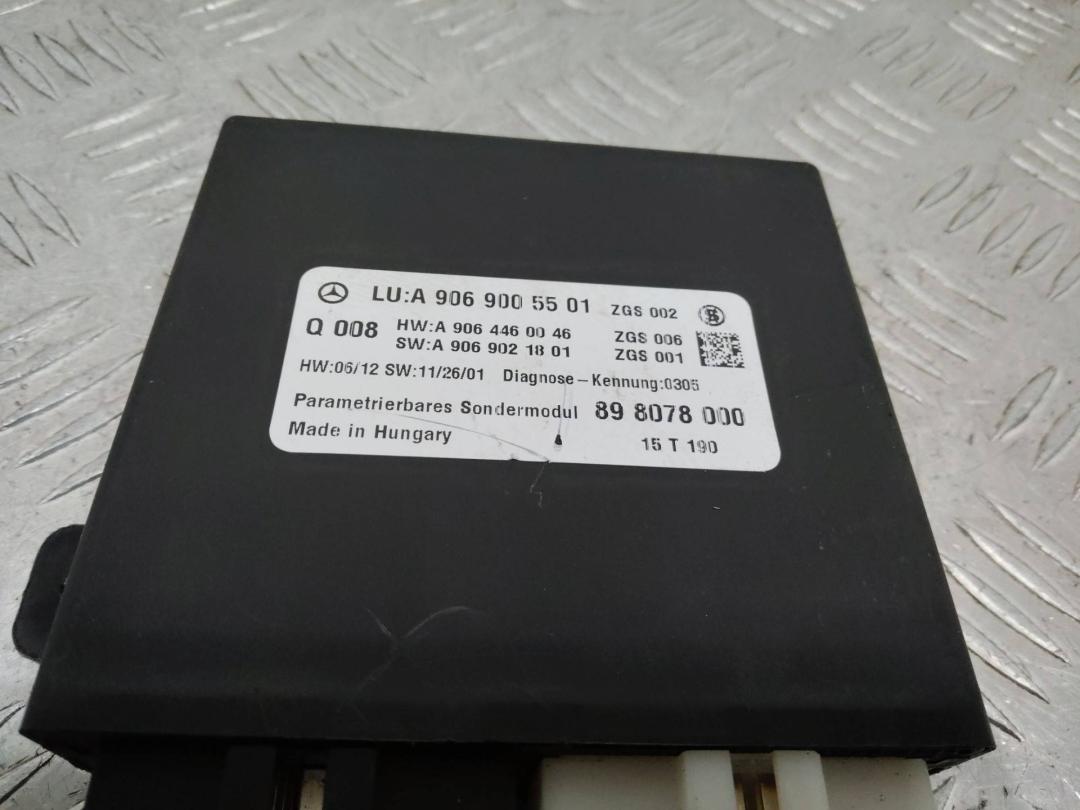 LU:A 906 900 55 01 ZGS 002
Q 008 HW:A 906 446 00 46 ZGS 006
SW:A 906 902 18 01 ZGS 001
HW:06/12 SW:11/26/01 Diagnose-Kennung:0305
Parametrierbares Sondermodul 89 8078 000
Made in Hungary 15 T 190